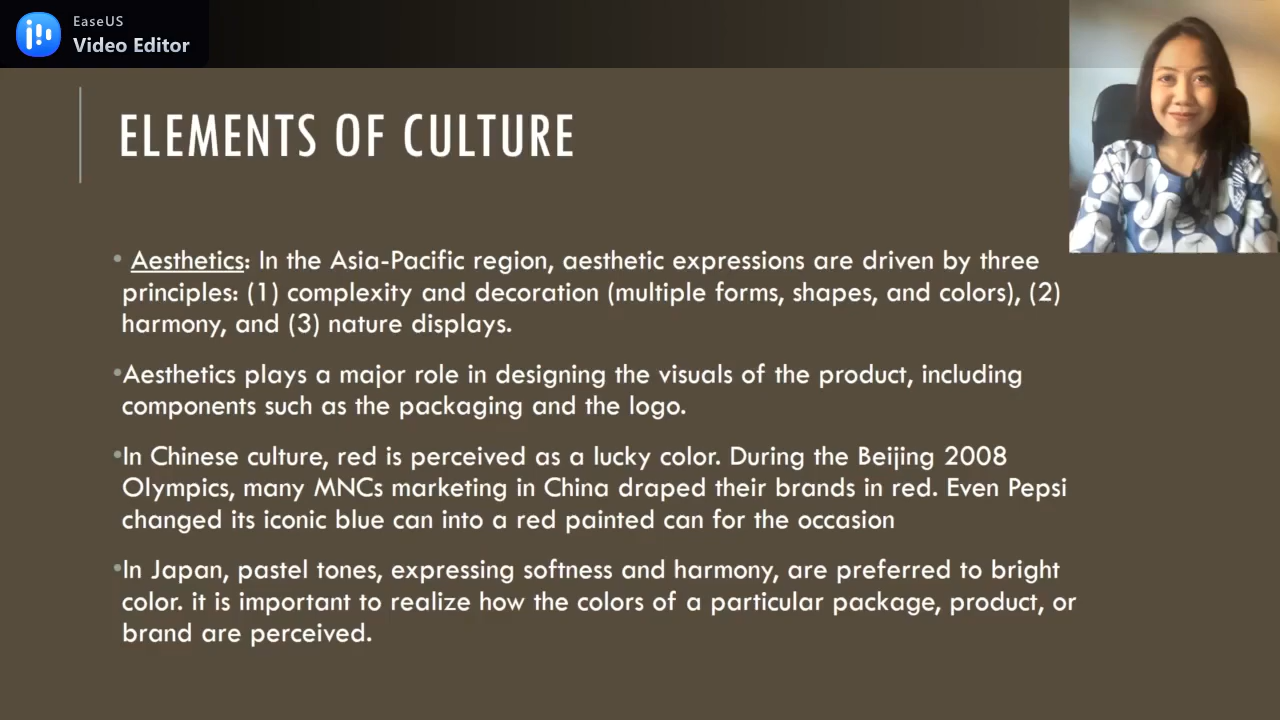 EaseUS
Video Editor
ELEMENTS OF CULTURE
• Aesthetics: In the Asia-Pacific region, aesthetic expressions are driven by three
principles: (1) complexity and decoration (multiple forms, shapes, and colors), (2)
harmony, and (3) nature displays.
•Aesthetics plays a major role in designing the visuals of the product, including
components such as the packaging and the logo.
•In Chinese culture, red is perceived as a lucky color. During the Beijing 2008
Olympics, many MNCs marketing in China draped their brands in red. Even Pepsi
changed its iconic blue can into a red painted can for the occasion
•In Japan, pastel tones, expressing softness and harmony, are preferred to bright
color. it is important to realize how the colors of a particular package, product, or
brand are perceived.